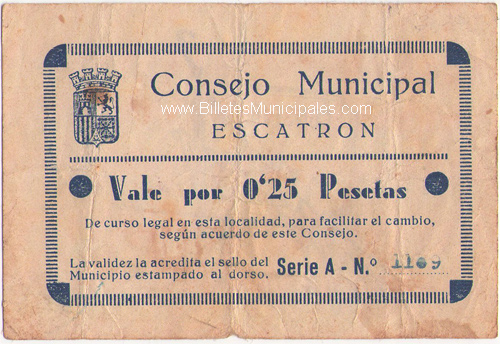 Consejo Municipal
www.BilletesMunicipales.com
ESCATRON
Vale por 0'25 Pesetas
De curso legal en esta localidad, para facilitar el cambio,
según acuerdo de este Consejo.
La validez la acredita el sello del
Municipio estampado al dorso.
Serie A - N.º 1189